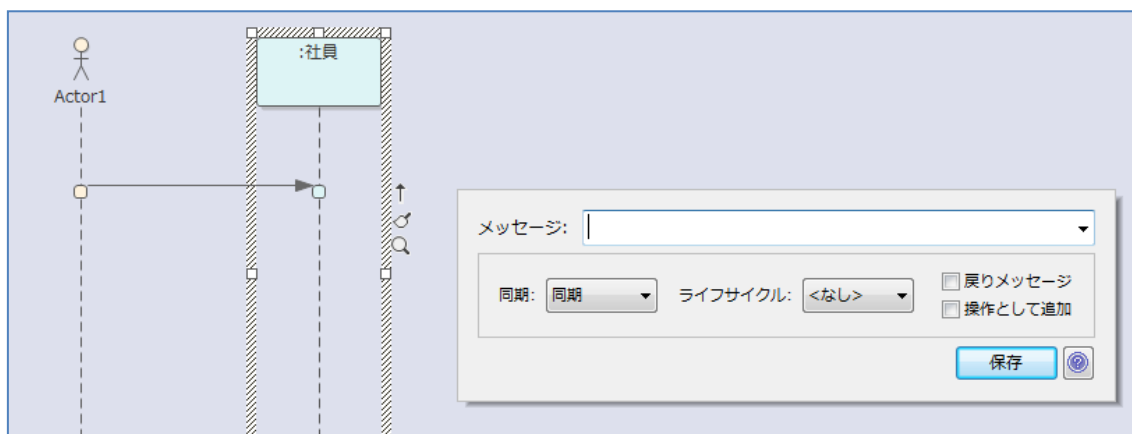 :社員
Actor1
メッセージ:
同期: 同期 ライフサイクル: <なし>
戻りメッセージ
操作として追加
保存